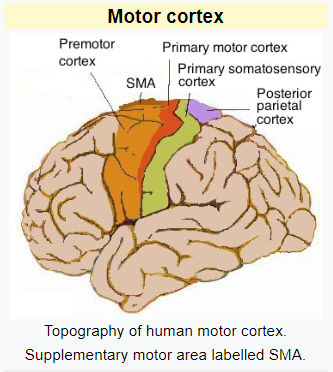 Motor cortex
Premotor
cortex
Primary motor cortex
SMA
Primary somatosensory
cortex
Posterior
parietal
cortex
Topography of human motor cortex.
Supplementary motor area labelled SMA.